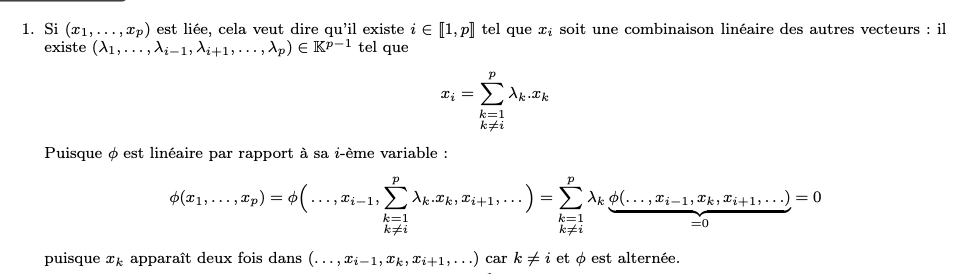 1. Si (x₁, . . . , xₚ) est liée, cela veut dire qu'il existe i ∈ ⟦1, p⟧ tel que xᵢ soit une combinaison linéaire des autres vecteurs : il
existe (λ₁, . . . , λᵢ₋₁, λᵢ₊₁, . . . , λₚ) ∈ 𝕂ᵖ⁻¹ tel que
xᵢ = ∑_{k=1, k≠i}^{p} λₖ.xₖ
Puisque ϕ est linéaire par rapport à sa i-ème variable :
ϕ(x₁, . . . , xₚ) = ϕ(. . . , xᵢ₋₁, ∑_{k=1, k≠i}^{p} λₖ.xₖ, xᵢ₊₁, . . .) = ∑_{k=1, k≠i}^{p} λₖ ϕ(. . . , xᵢ₋₁, xₖ, xᵢ₊₁, . . .) = 0
=0
puisque xₖ apparaît deux fois dans (. . . , xᵢ₋₁, xₖ, xᵢ₊₁, . . .) car k ≠ i et ϕ est alternée.